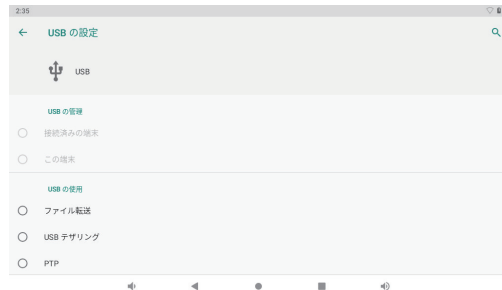 2:35
USB の設定
USB
USB の管理
接続済みの端末
この端末
USB の使用
ファイル転送
USB テザリング
PTP